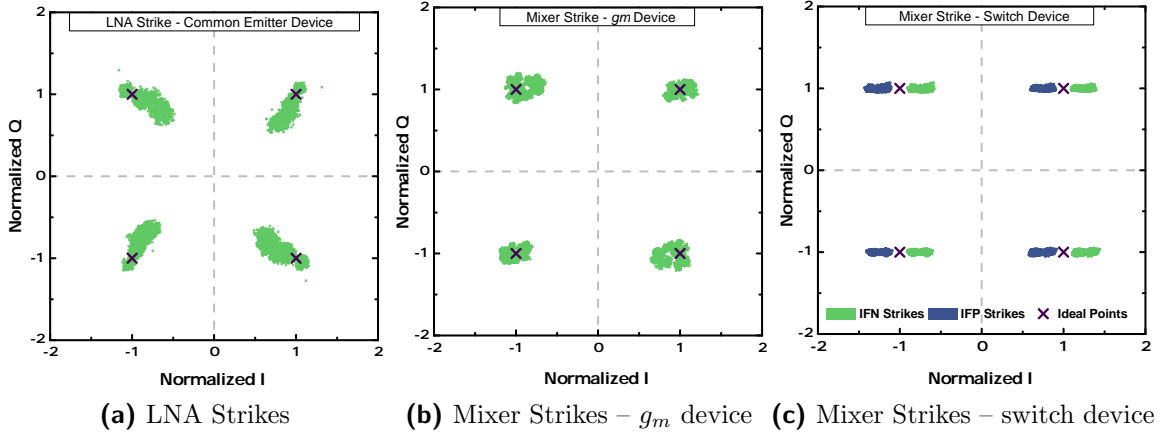 LNA Strike - Common Emitter Device
2
1
0
-1
-2
-2
-1
0
1
2
Normalized Q
Normalized I
(a) LNA Strikes
Mixer Strike - gm Device
2
1
0
-1
-2
-2
-1
0
1
2
Normalized Q
Normalized I
(b) Mixer Strikes – gm device
Mixer Strike - Switch Device
2
1
0
-1
-2
-2
-1
0
1
2
Normalized Q
IFN Strikes
IFP Strikes
Ideal Points
Normalized I
(c) Mixer Strikes – switch device